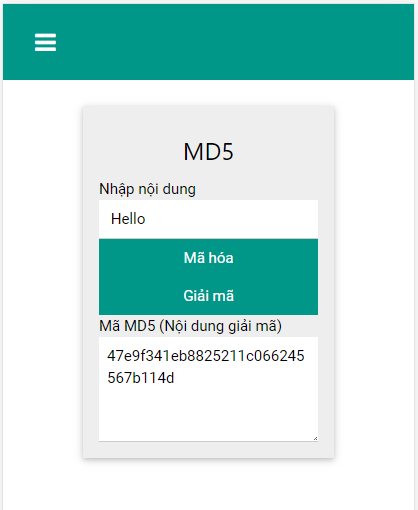 MD5
Nhập nội dung
Hello
Mã hóa
Giải mã
Mã MD5 (Nội dung giải mã)
47e9f341eb8825211c066245
567b114d